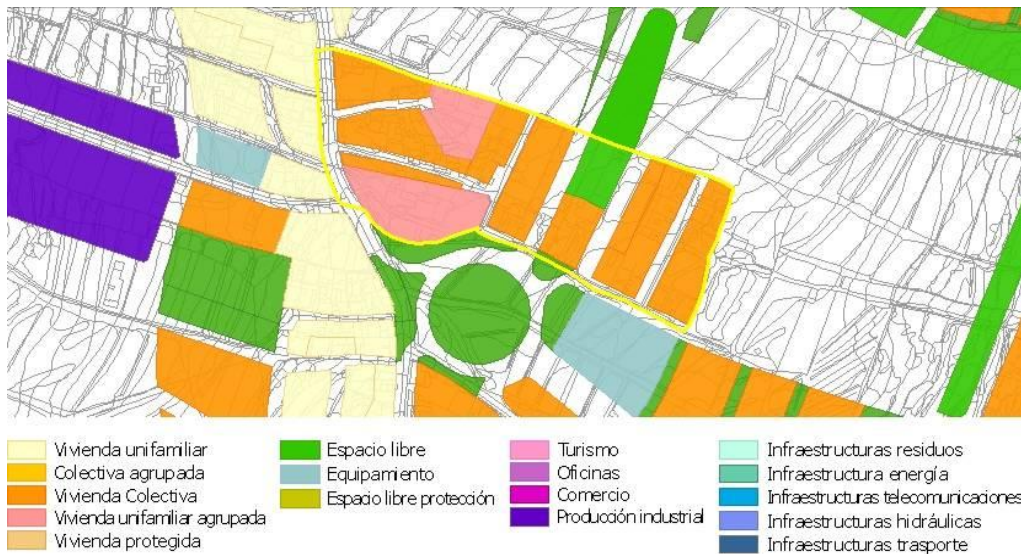 Vivienda unifamiliar
Colectiva agrupada
Vivienda Colectiva
Vivienda unifamiliar agrupada
Vivienda protegida
Espacio libre
Equipamiento
Espacio libre protección
Turismo
Oficinas
Comercio
Producción industrial
Infraestructuras residuos
Infraestructura energía
Infraestructuras telecomunicaciones
Infraestructuras hidráulicas
Infraestructuras trasporte